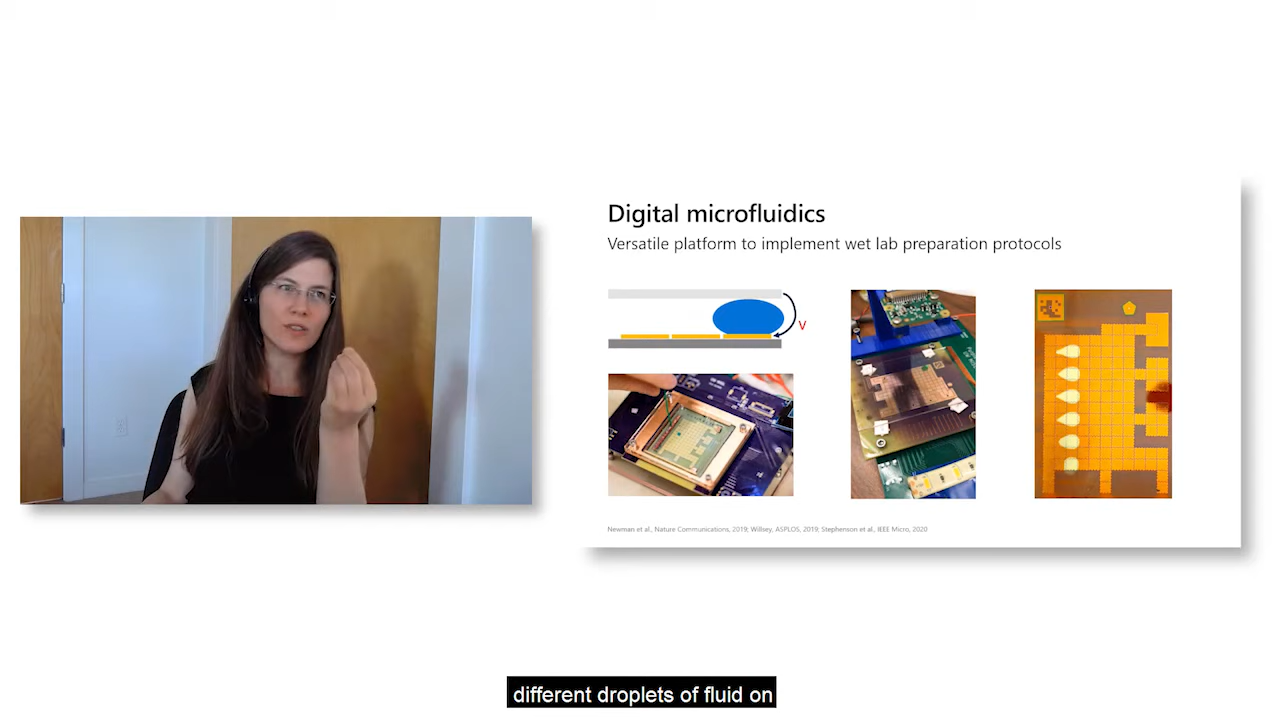 Digital microfluidics
Versatile platform to implement wet lab preparation protocols
V
Newman et al., Nature Communications, 2019; Willsey, ASPLOS, 2019; Stephenson et al., IEEE Micro, 2020
different droplets of fluid on